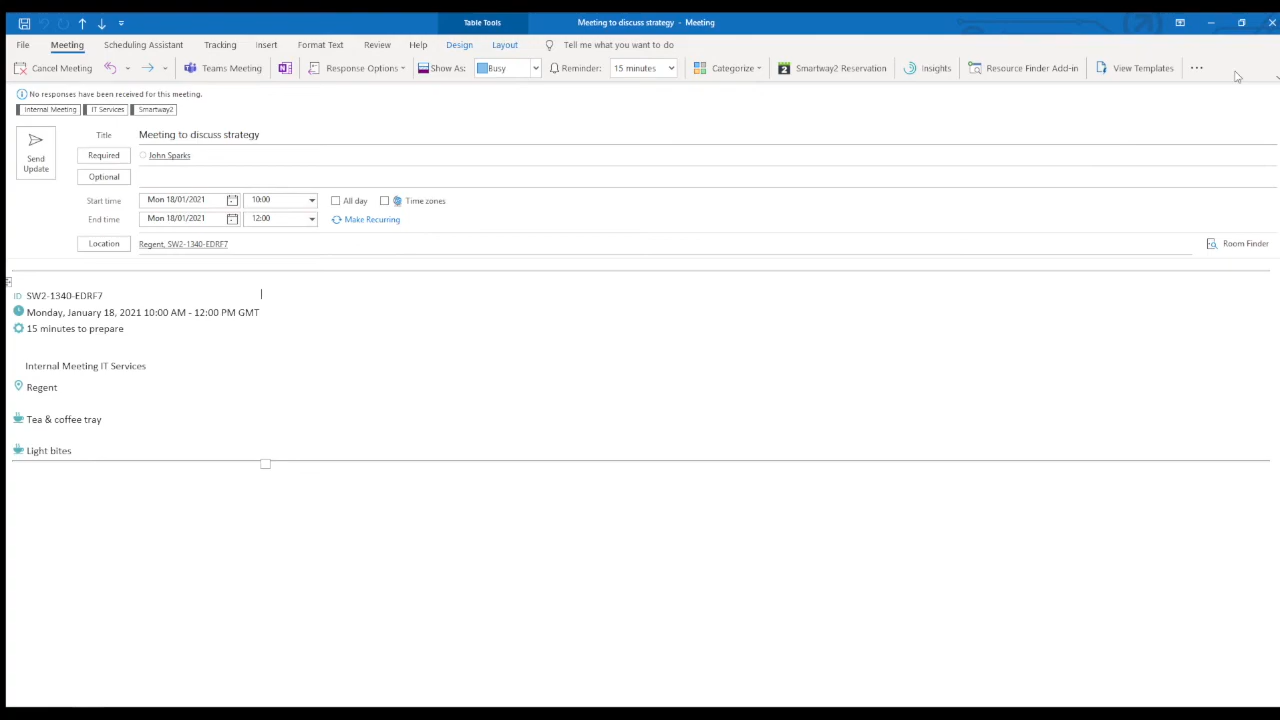 Table Tools
Meeting to discuss strategy - Meeting
File Meeting Scheduling Assistant Tracking Insert Format Text Review Help Design Layout Tell me what you want to do
Cancel Meeting Teams Meeting Response Options Show As: Busy Reminder: 15 minutes Categorize 2 Smartway2 Reservation Insights Resource Finder Add-in View Templates ...
No responses have been received for this meeting.
Internal Meeting IT Services Smartway2
Send
Update
Title Meeting to discuss strategy
Required John Sparks
Optional
Start time Mon 18/01/2021 10:00 All day Time zones
End time Mon 18/01/2021 12:00 Make Recurring
Location Regent, SW2-1340-EDRF7 Room Finder
ID SW2-1340-EDRF7
Monday, January 18, 2021 10:00 AM - 12:00 PM GMT
15 minutes to prepare
Internal Meeting IT Services
Regent
Tea & coffee tray
Light bites